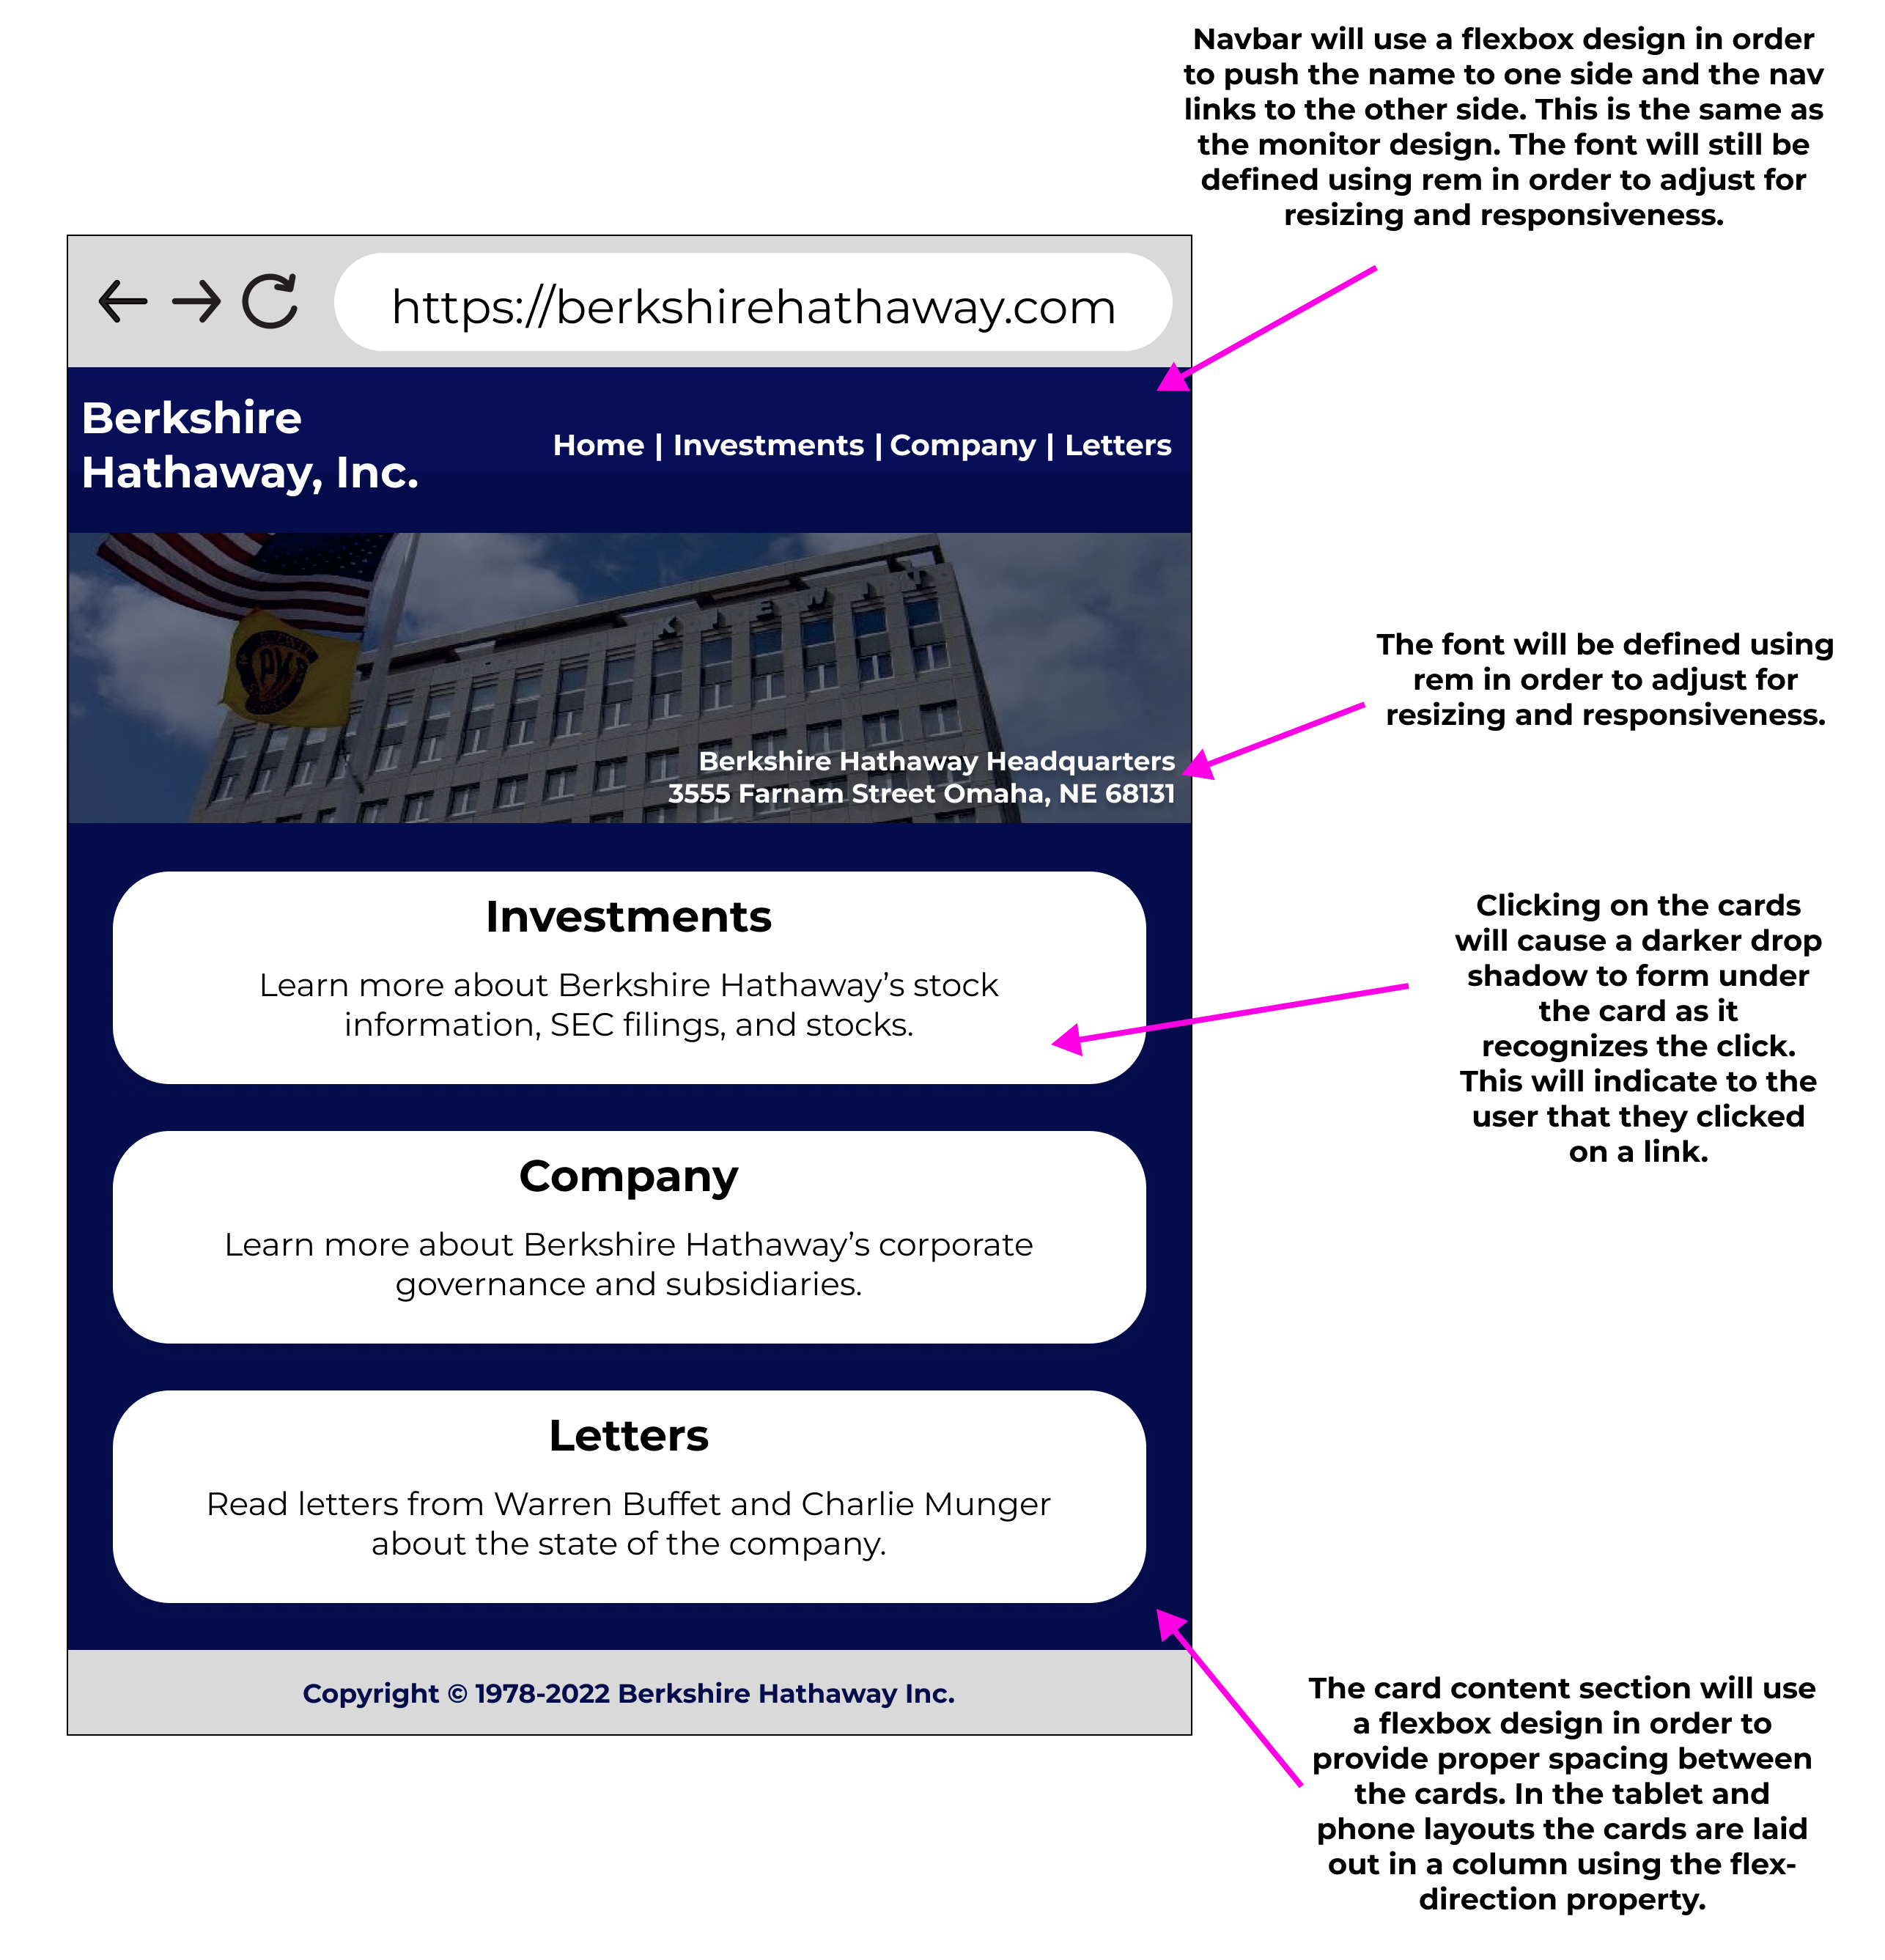 Navbar will use a flexbox design in order
to push the name to one side and the nav
links to the other side. This is the same as
the monitor design. The font will still be
defined using rem in order to adjust for
resizing and responsiveness.
https://berkshirehathaway.com
Berkshire
Hathaway, Inc.
Home | Investments | Company | Letters
KIEWIT
PKS
The font will be defined using
rem in order to adjust for
resizing and responsiveness.
Berkshire Hathaway Headquarters
3555 Farnam Street Omaha, NE 68131
Investments
Learn more about Berkshire Hathaway’s stock
information, SEC filings, and stocks.
Clicking on the cards
will cause a darker drop
shadow to form under
the card as it
recognizes the click.
This will indicate to the
user that they clicked
on a link.
Company
Learn more about Berkshire Hathaway’s corporate
governance and subsidiaries.
Letters
Read letters from Warren Buffet and Charlie Munger
about the state of the company.
Copyright © 1978-2022 Berkshire Hathaway Inc.
The card content section will use
a flexbox design in order to
provide proper spacing between
the cards. In the tablet and
phone layouts the cards are laid
out in a column using the flex-
direction property.